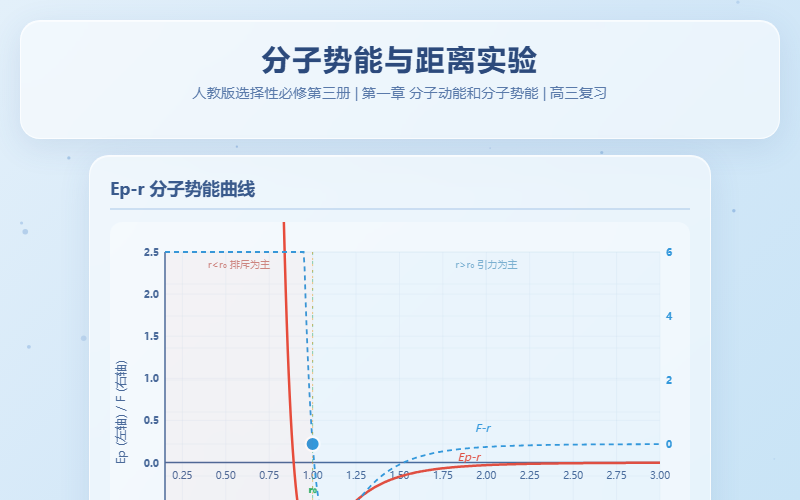 分子势能与距离实验
人教版选择性必修第三册 | 第一章 分子动能和分子势能 | 高三复习
Ep-r 分子势能曲线
r<r₀ 排斥为主
r>r₀ 引力为主
2.5
2.0
1.5
1.0
0.5
0.0
6
4
2
0
Ep (左轴) / F (右轴)
F-r
Ep-r
0.25 0.50 0.75 1.00 1.25 1.50 1.75 2.00 2.25 2.50 2.75 3.00
r₀